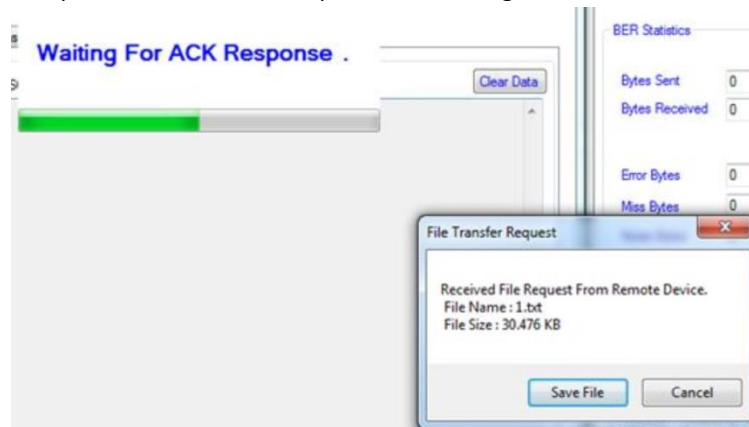 Waiting For ACK Response .
Clear Data
BER Statistics
Bytes Sent 0
Bytes Received 0
Error Bytes 0
Miss Bytes 0
File Transfer Request
Received File Request From Remote Device.
File Name : 1.txt
File Size : 30.476 KB
Save File
Cancel